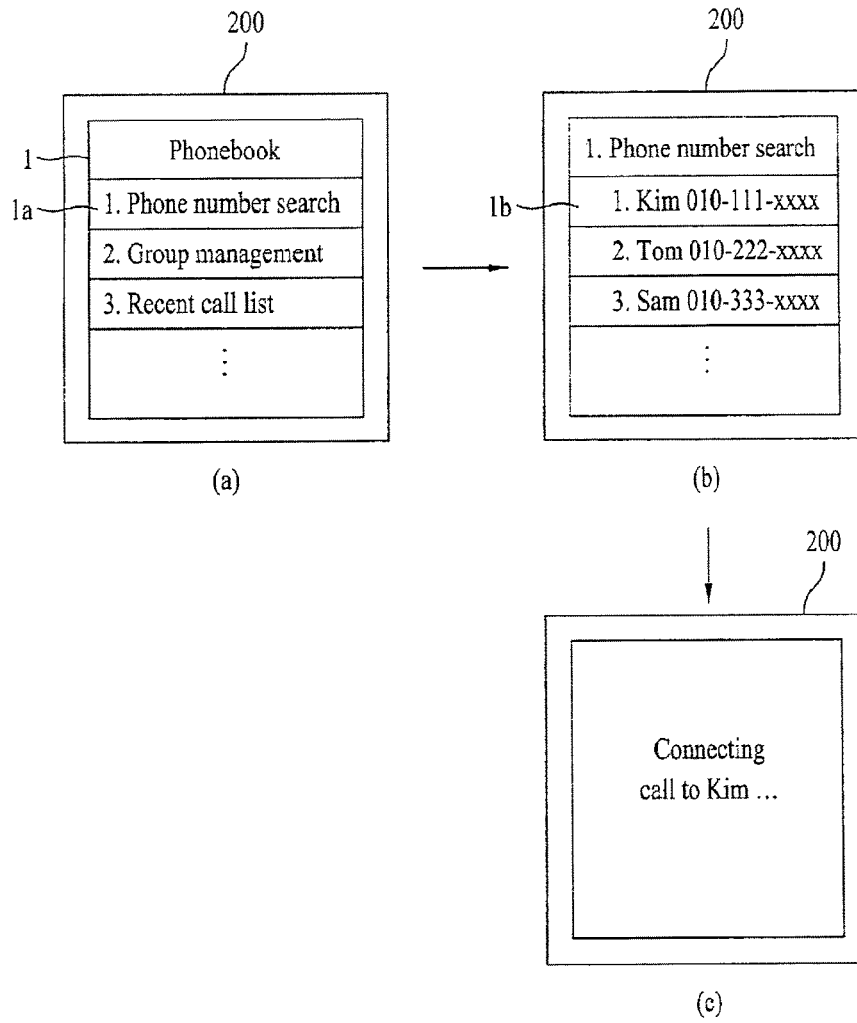 200
1
Phonebook
1a
1. Phone number search
2. Group management
3. Recent call list
⋮
(a)
200
1. Phone number search
1b
1. Kim 010-111-xxxx
2. Tom 010-222-xxxx
3. Sam 010-333-xxxx
⋮
(b)
200
Connecting
call to Kim ...
(c)